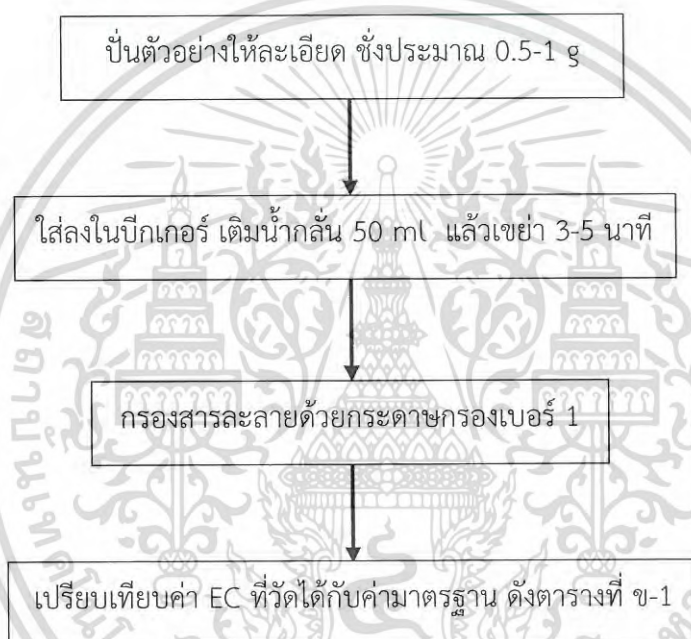 ปั่นตัวอย่างให้ละเอียด ชั่งประมาณ 0.5-1 g
ใส่ลงในบีกเกอร์ เติมน้ำกลั่น 50 ml แล้วเขย่า 3-5 นาที
กรองสารละลายด้วยกระดาษกรองเบอร์ 1
เปรียบเทียบค่า EC ที่วัดได้กับค่ามาตรฐาน ดังตารางที่ ข-1